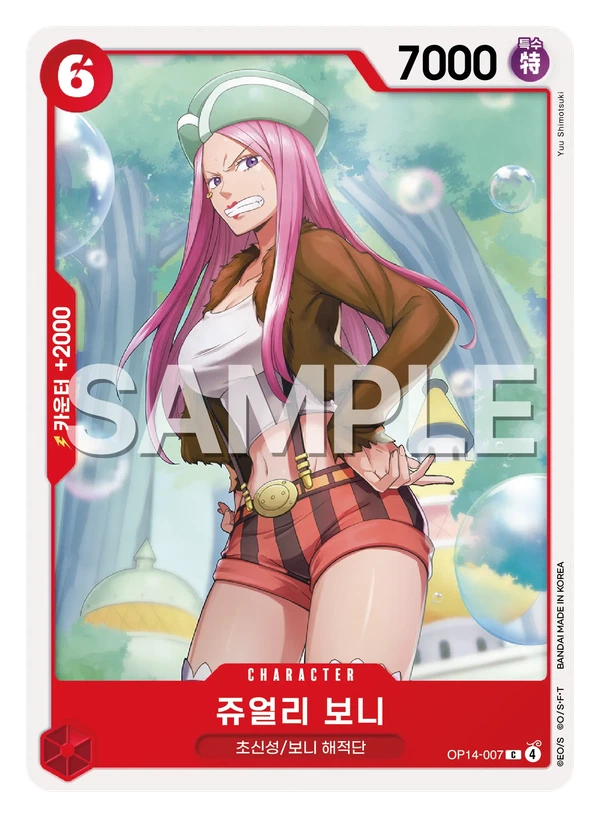 6
7000
특수
特
Yuu Shimotsuki
카운터 +2000
SAMPLE
BANDAI MADE IN KOREA
©EO/S ©O/S·F·T
CHARACTER
쥬얼리 보니
초신성/보니 해적단
OP14-007 C 4